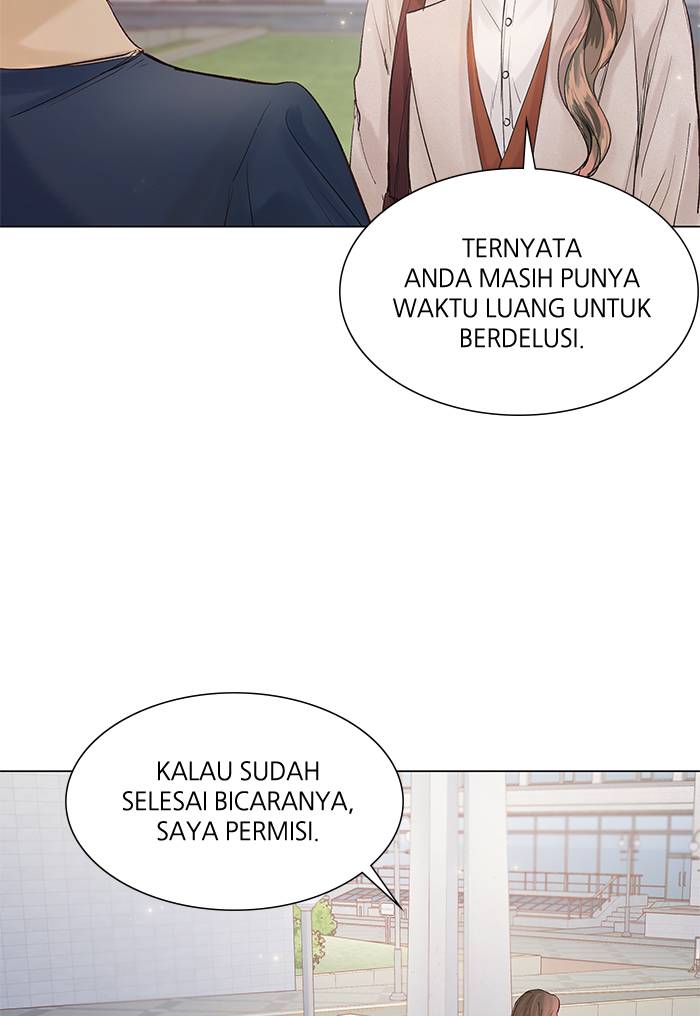 TERNYATA
ANDA MASIH PUNYA
WAKTU LUANG UNTUK
BERDELUSI.
KALAU SUDAH
SELESAI BICARANYA,
SAYA PERMISI.